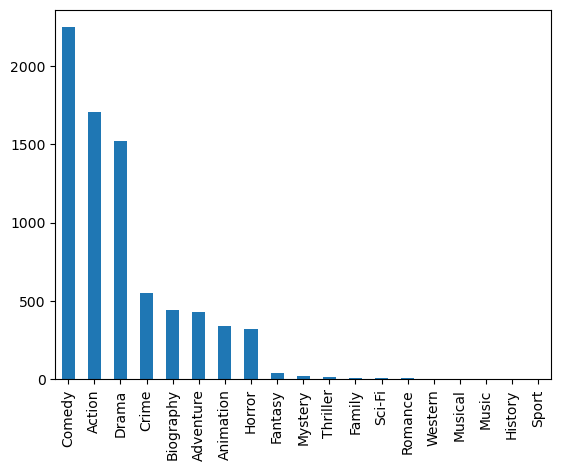 2000
1500
1000
500
0
Comedy
Action
Drama
Crime
Biography
Adventure
Animation
Horror
Fantasy
Mystery
Thriller
Family
Sci-Fi
Romance
Western
Musical
Music
History
Sport